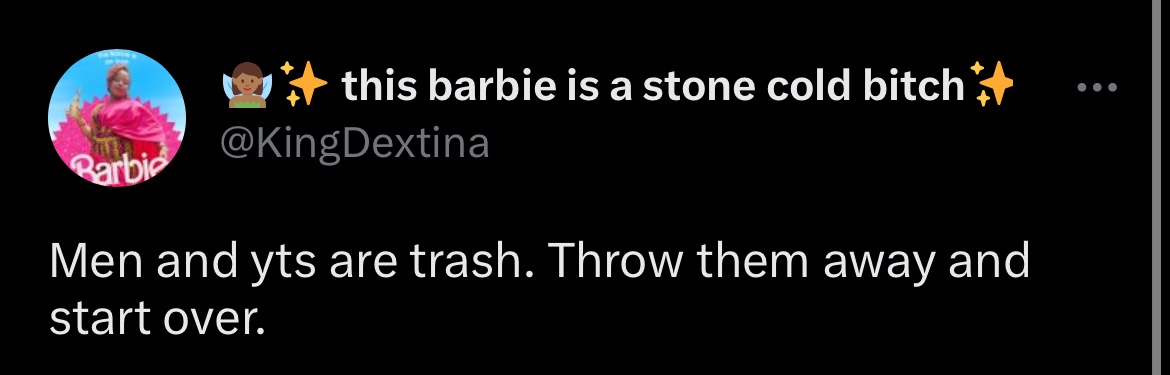 this barbie is a stone cold bitch
@KingDextina
Barbie
Men and yts are trash. Throw them away and
start over.